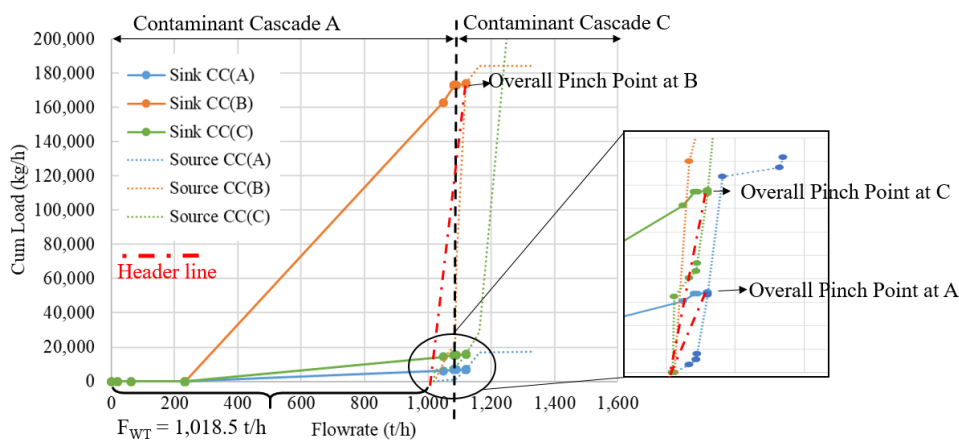 Contaminant Cascade A
Contaminant Cascade C
200,000
180,000
160,000
140,000
120,000
100,000
80,000
60,000
40,000
20,000
0
Cum Load (kg/h)
Sink CC(A)
Sink CC(B)
Sink CC(C)
Source CC(A)
Source CC(B)
Source CC(C)
Header line
Overall Pinch Point at B
Overall Pinch Point at C
Overall Pinch Point at A
0 200 400 600 800 1,000 1,200 1,400 1,600
F_WT = 1,018.5 t/h
Flowrate (t/h)